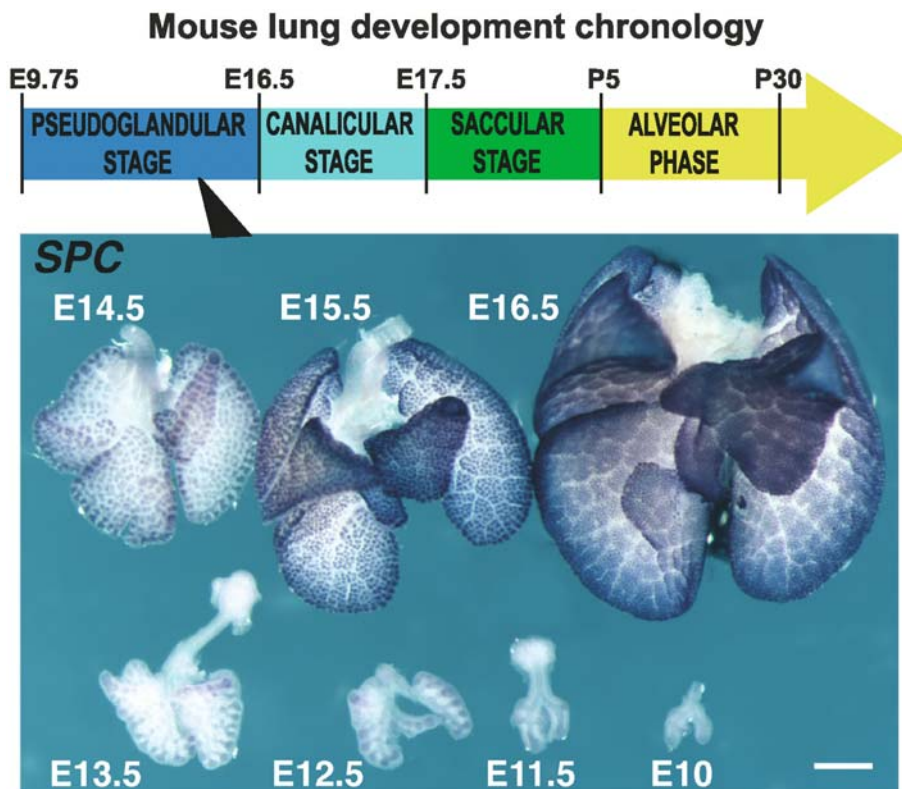 Mouse lung development chronology
E9.75 E16.5 E17.5 P5 P30
PSEUDOGLANDULAR STAGE
CANALICULAR STAGE
SACCULAR STAGE
ALVEOLAR PHASE
SPC
E14.5 E15.5 E16.5
E13.5 E12.5 E11.5 E10